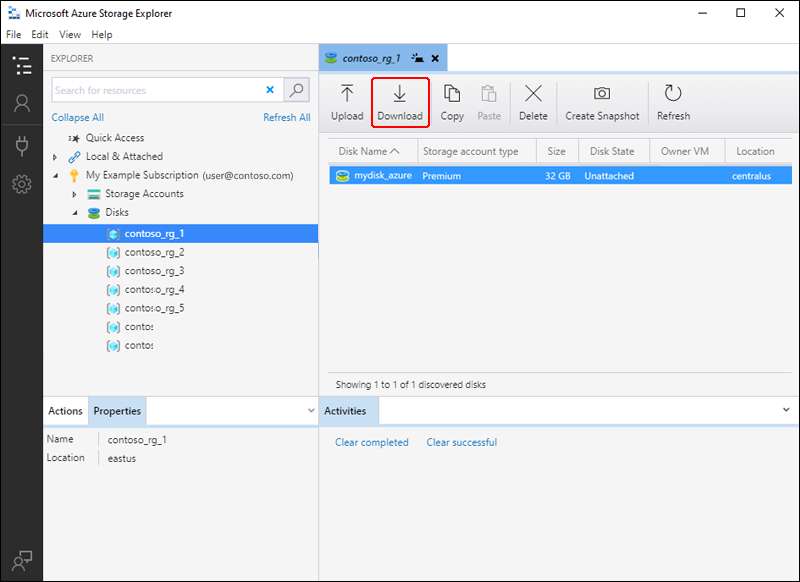 Microsoft Azure Storage Explorer
File Edit View Help
EXPLORER
Search for resources
Collapse All Refresh All
Quick Access
Local & Attached
My Example Subscription (user@contoso.com)
Storage Accounts
Disks
contoso_rg_1
contoso_rg_2
contoso_rg_3
contoso_rg_4
contoso_rg_5
contos
contos
contoso_rg_1
Upload Download Copy Paste Delete Create Snapshot Refresh
Disk Name Storage account type Size Disk State Owner VM Location
mydisk_azure Premium 32 GB Unattached centralus
Showing 1 to 1 of 1 discovered disks
Actions Properties
Name contoso_rg_1
Location eastus
Activities
Clear completed Clear successful